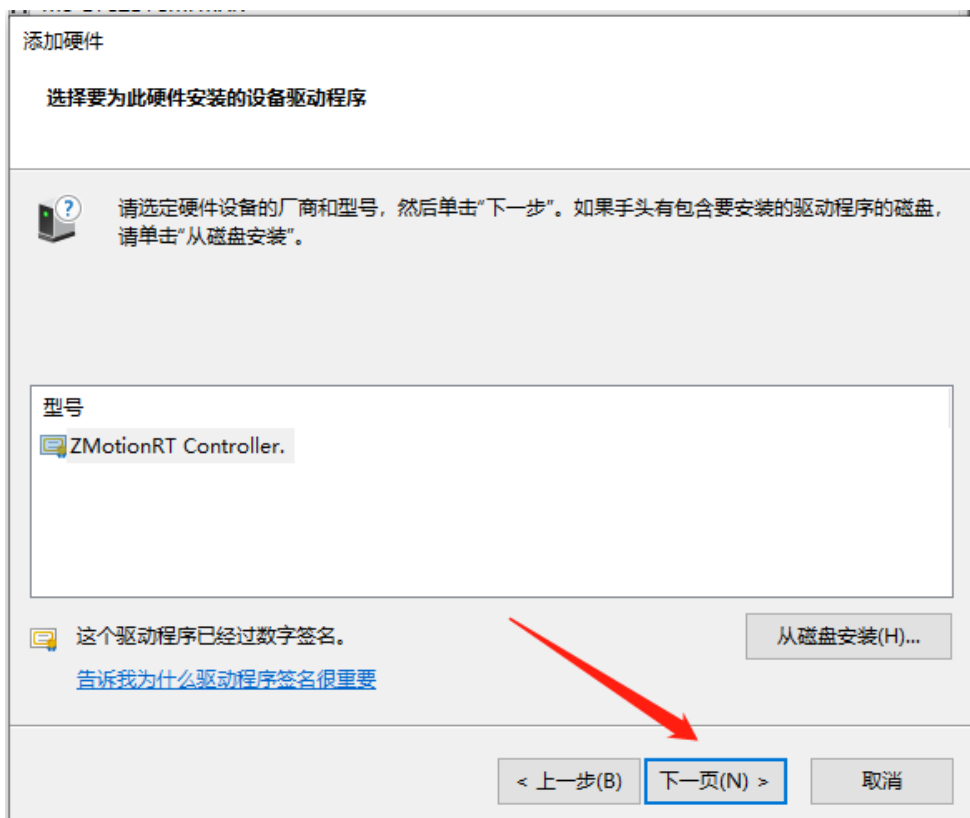 添加硬件
选择要为此硬件安装的设备驱动程序
请选定硬件设备的厂商和型号，然后单击“下一步”。如果手头有包含要安装的驱动程序的磁盘，
请单击“从磁盘安装”。
型号
ZMotionRT Controller.
这个驱动程序已经过数字签名。
从磁盘安装(H)...
告诉我为什么驱动程序签名很重要
< 上一步(B)
下一页(N) >
取消